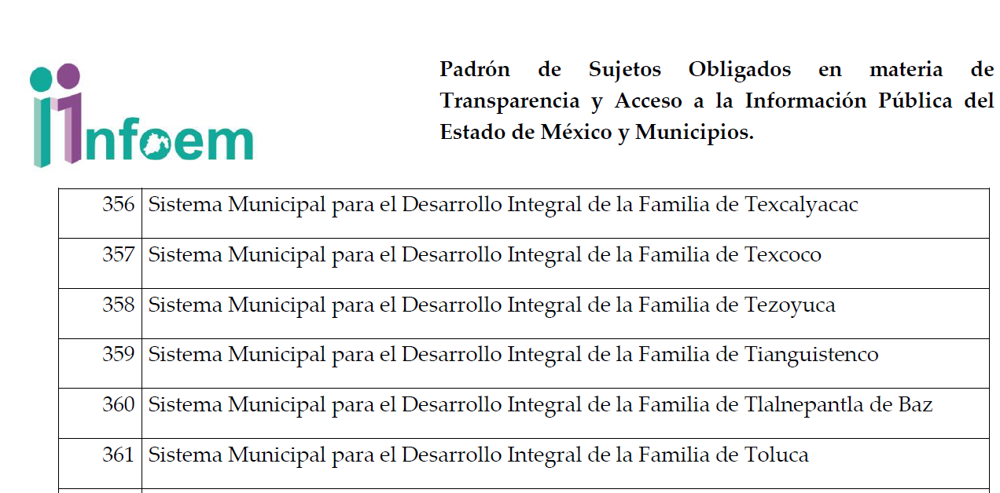 infoem
Padrón de Sujetos Obligados en materia de
Transparencia y Acceso a la Información Pública del
Estado de México y Municipios.
356 Sistema Municipal para el Desarrollo Integral de la Familia de Texcalyacac
357 Sistema Municipal para el Desarrollo Integral de la Familia de Texcoco
358 Sistema Municipal para el Desarrollo Integral de la Familia de Tezoyuca
359 Sistema Municipal para el Desarrollo Integral de la Familia de Tianguistenco
360 Sistema Municipal para el Desarrollo Integral de la Familia de Tlalnepantla de Baz
361 Sistema Municipal para el Desarrollo Integral de la Familia de Toluca